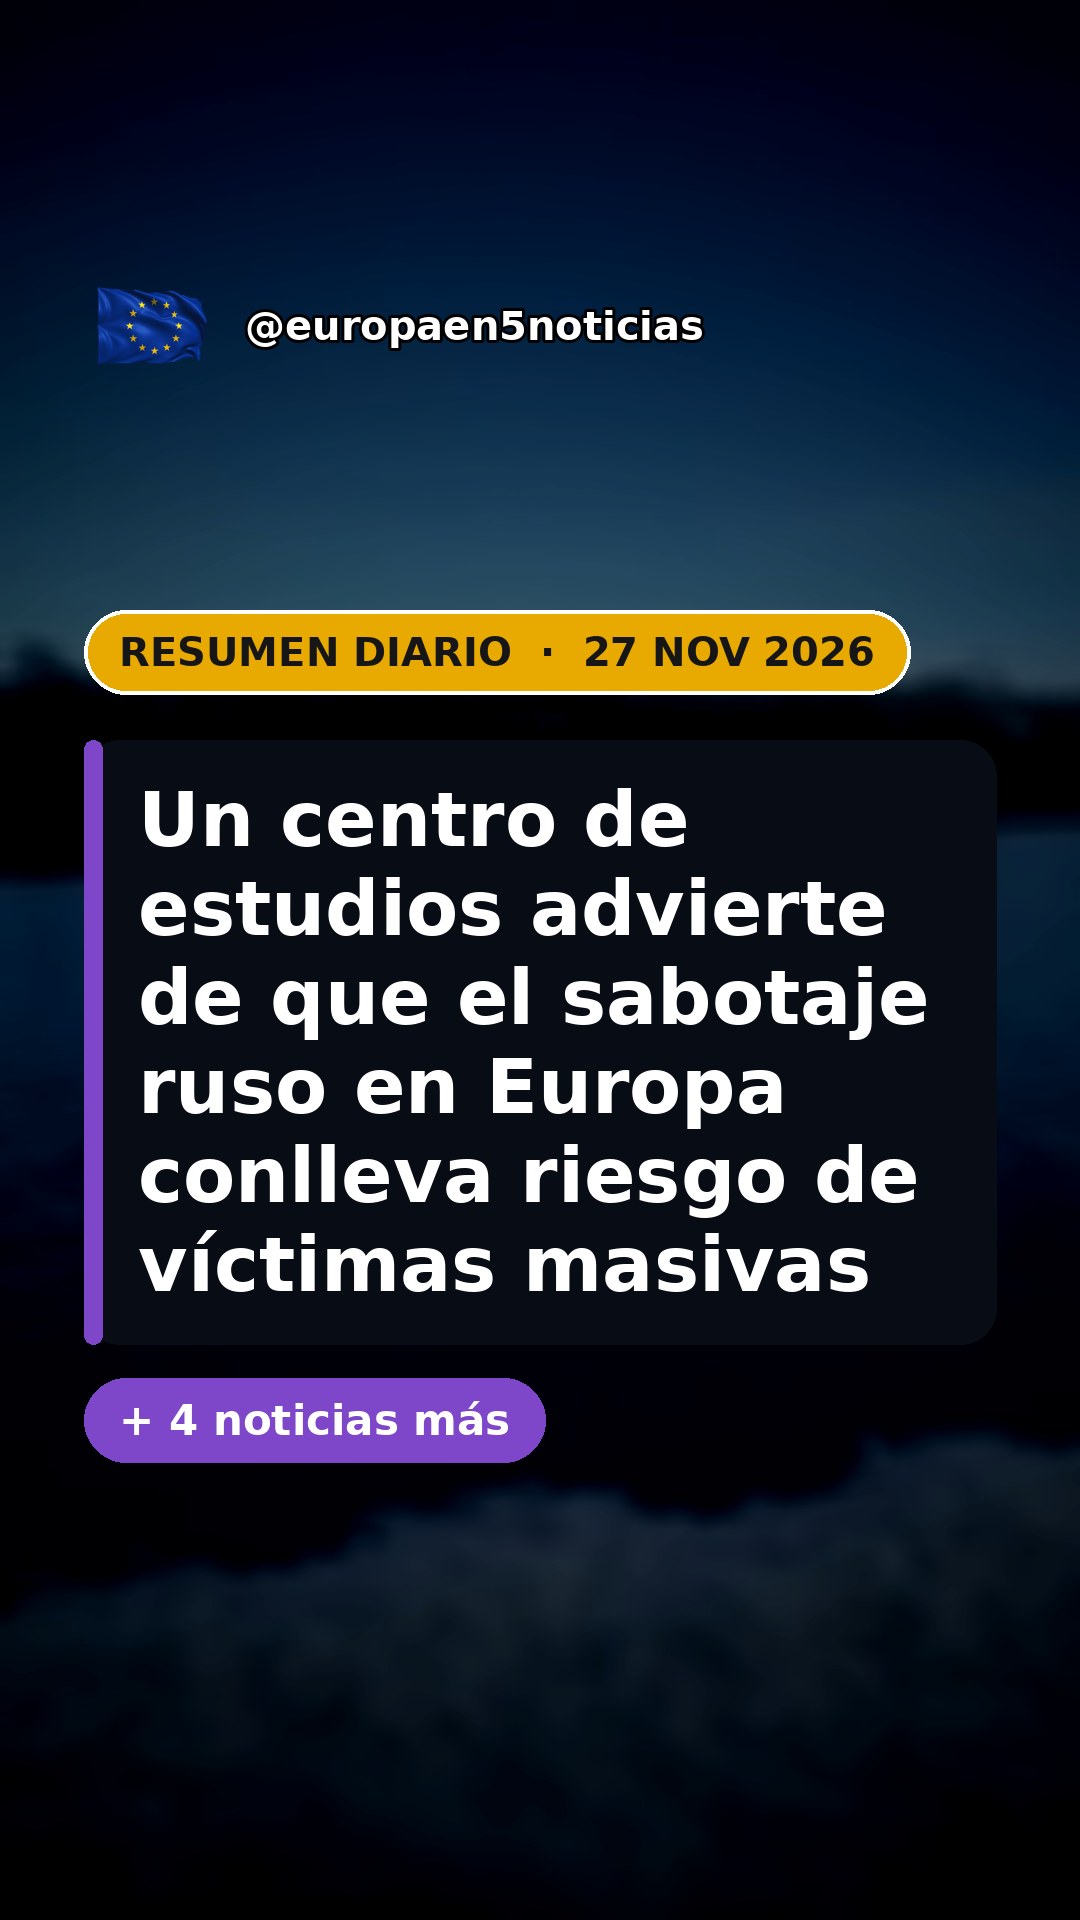 @europaen5noticias
RESUMEN DIARIO · 27 NOV 2026
Un centro de
estudios advierte
de que el sabotaje
ruso en Europa
conlleva riesgo de
víctimas masivas
+ 4 noticias más